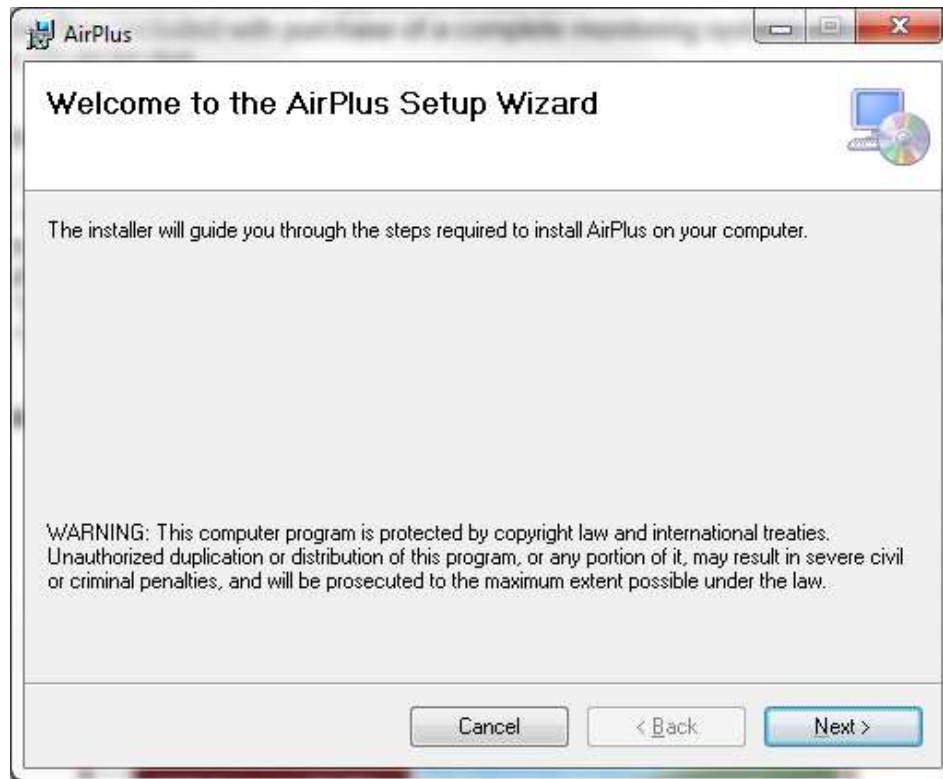 AirPlus
Welcome to the AirPlus Setup Wizard
The installer will guide you through the steps required to install AirPlus on your computer.
WARNING: This computer program is protected by copyright law and international treaties.
Unauthorized duplication or distribution of this program, or any portion of it, may result in severe civil
or criminal penalties, and will be prosecuted to the maximum extent possible under the law.
Cancel < Back Next >